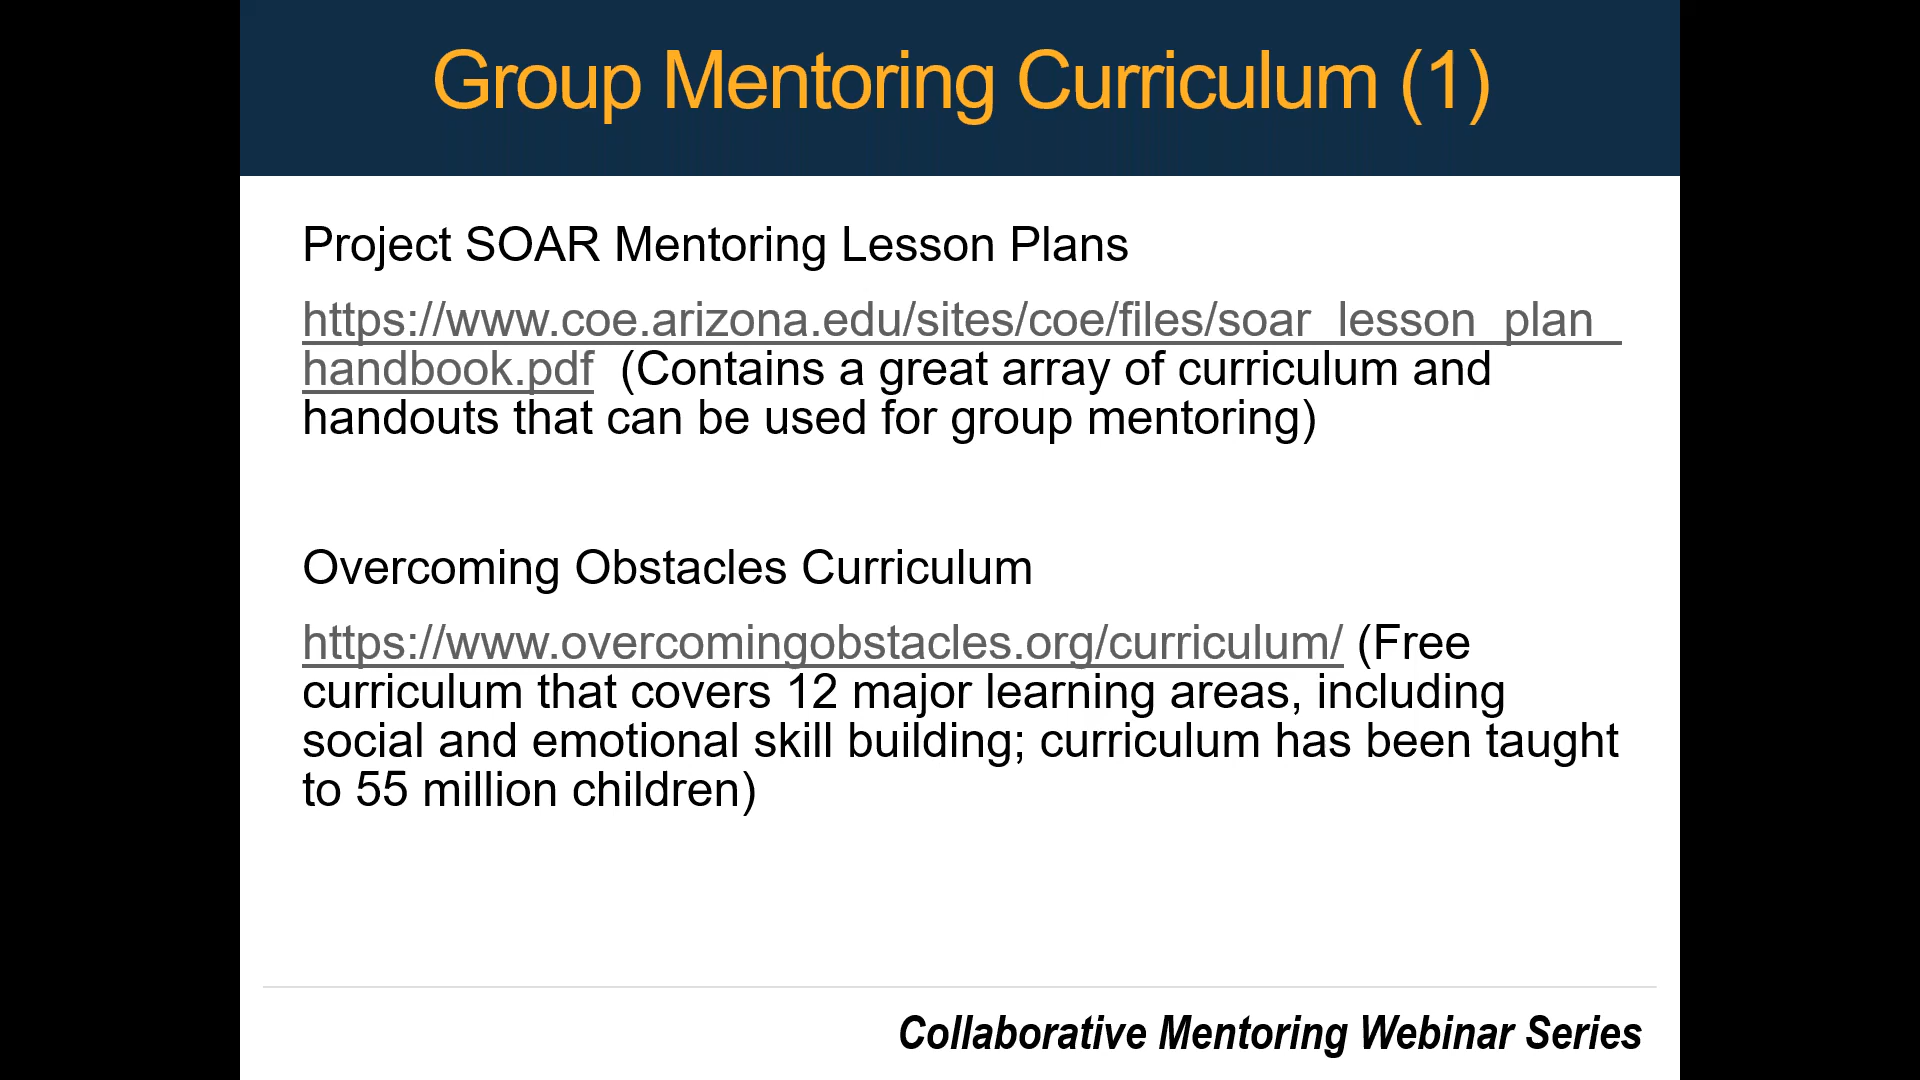 Group Mentoring Curriculum (1)
Project SOAR Mentoring Lesson Plans
https://www.coe.arizona.edu/sites/coe/files/soar_lesson_plan_
handbook.pdf (Contains a great array of curriculum and
handouts that can be used for group mentoring)
Overcoming Obstacles Curriculum
https://www.overcomingobstacles.org/curriculum/ (Free
curriculum that covers 12 major learning areas, including
social and emotional skill building; curriculum has been taught
to 55 million children)
Collaborative Mentoring Webinar Series